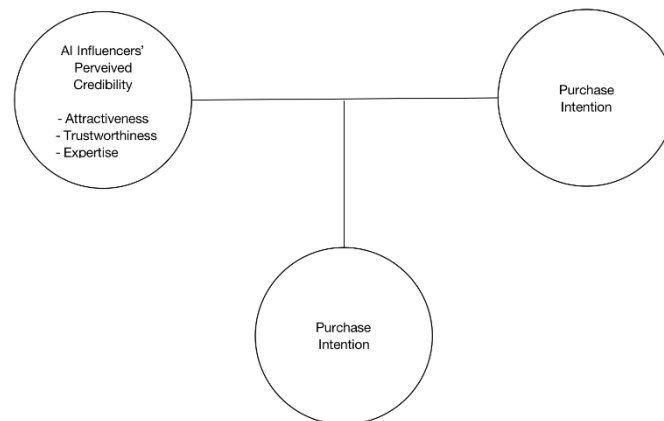 AI Influencers'
Perveived
Credibility
- Attractiveness
- Trustworthiness
- Expertise
Purchase
Intention
Purchase
Intention